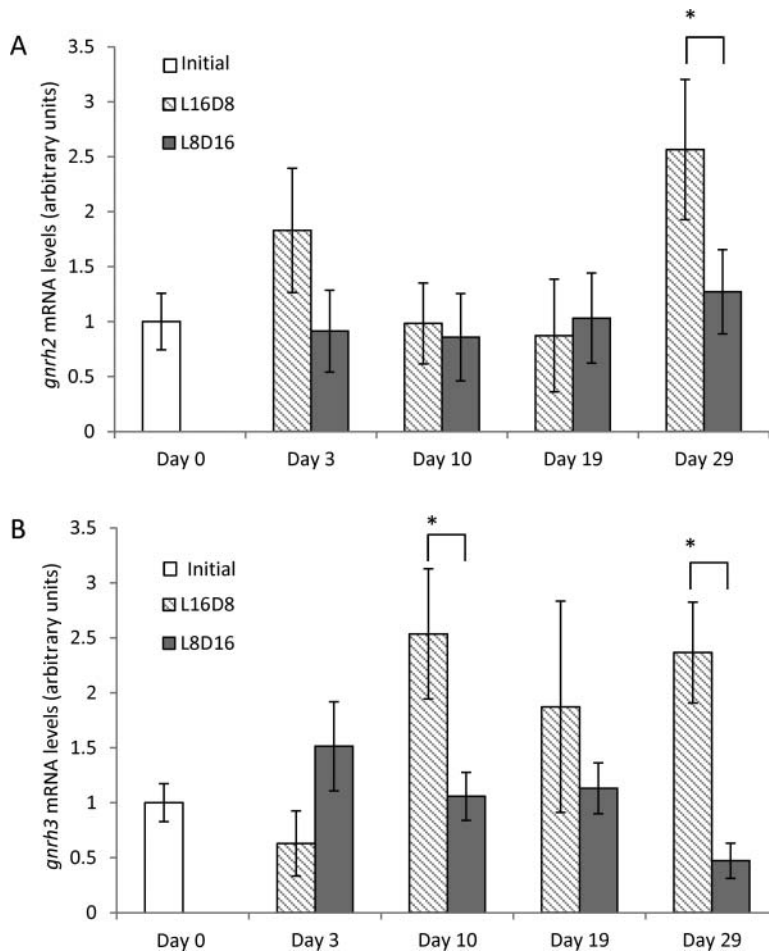 A
gnrh2 mRNA levels (arbitrary units)
3.5
3
2.5
2
1.5
1
0.5
0
Initial
L16D8
L8D16
*
Day 0 Day 3 Day 10 Day 19 Day 29
B
gnrh3 mRNA levels (arbitrary units)
3.5
3
2.5
2
1.5
1
0.5
0
Initial
L16D8
L8D16
*
*
Day 0 Day 3 Day 10 Day 19 Day 29